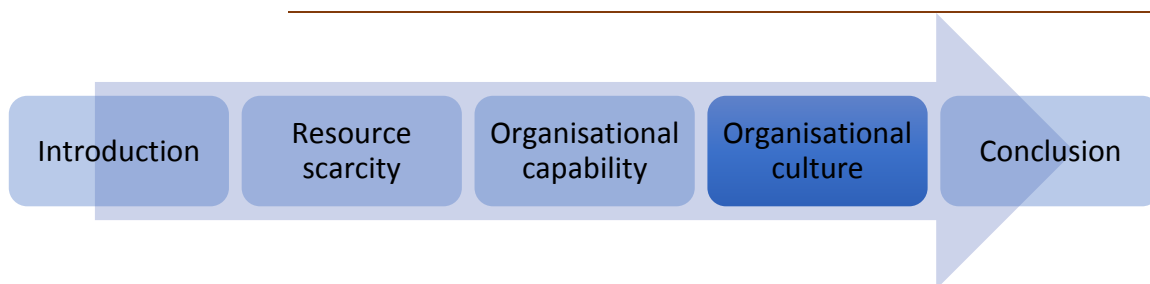 Introduction
Resource
scarcity
Organisational
capability
Organisational
culture
Conclusion